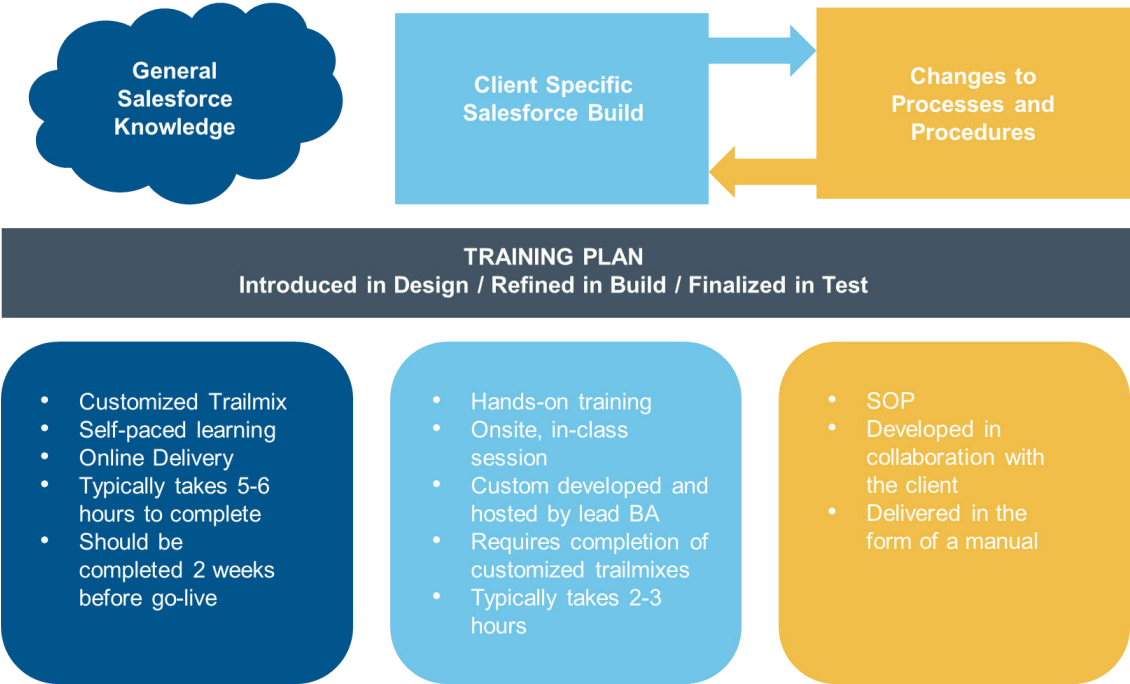 General
Salesforce
Knowledge
Client Specific
Salesforce Build
Changes to
Processes and
Procedures
TRAINING PLAN
Introduced in Design / Refined in Build / Finalized in Test
• Customized Trailmix
• Self-paced learning
• Online Delivery
• Typically takes 5-6
hours to complete
• Should be
completed 2 weeks
before go-live
• Hands-on training
• Onsite, in-class
session
• Custom developed and
hosted by lead BA
• Requires completion of
customized trailmixes
• Typically takes 2-3
hours
• SOP
• Developed in
collaboration with
the client
• Delivered in the
form of a manual